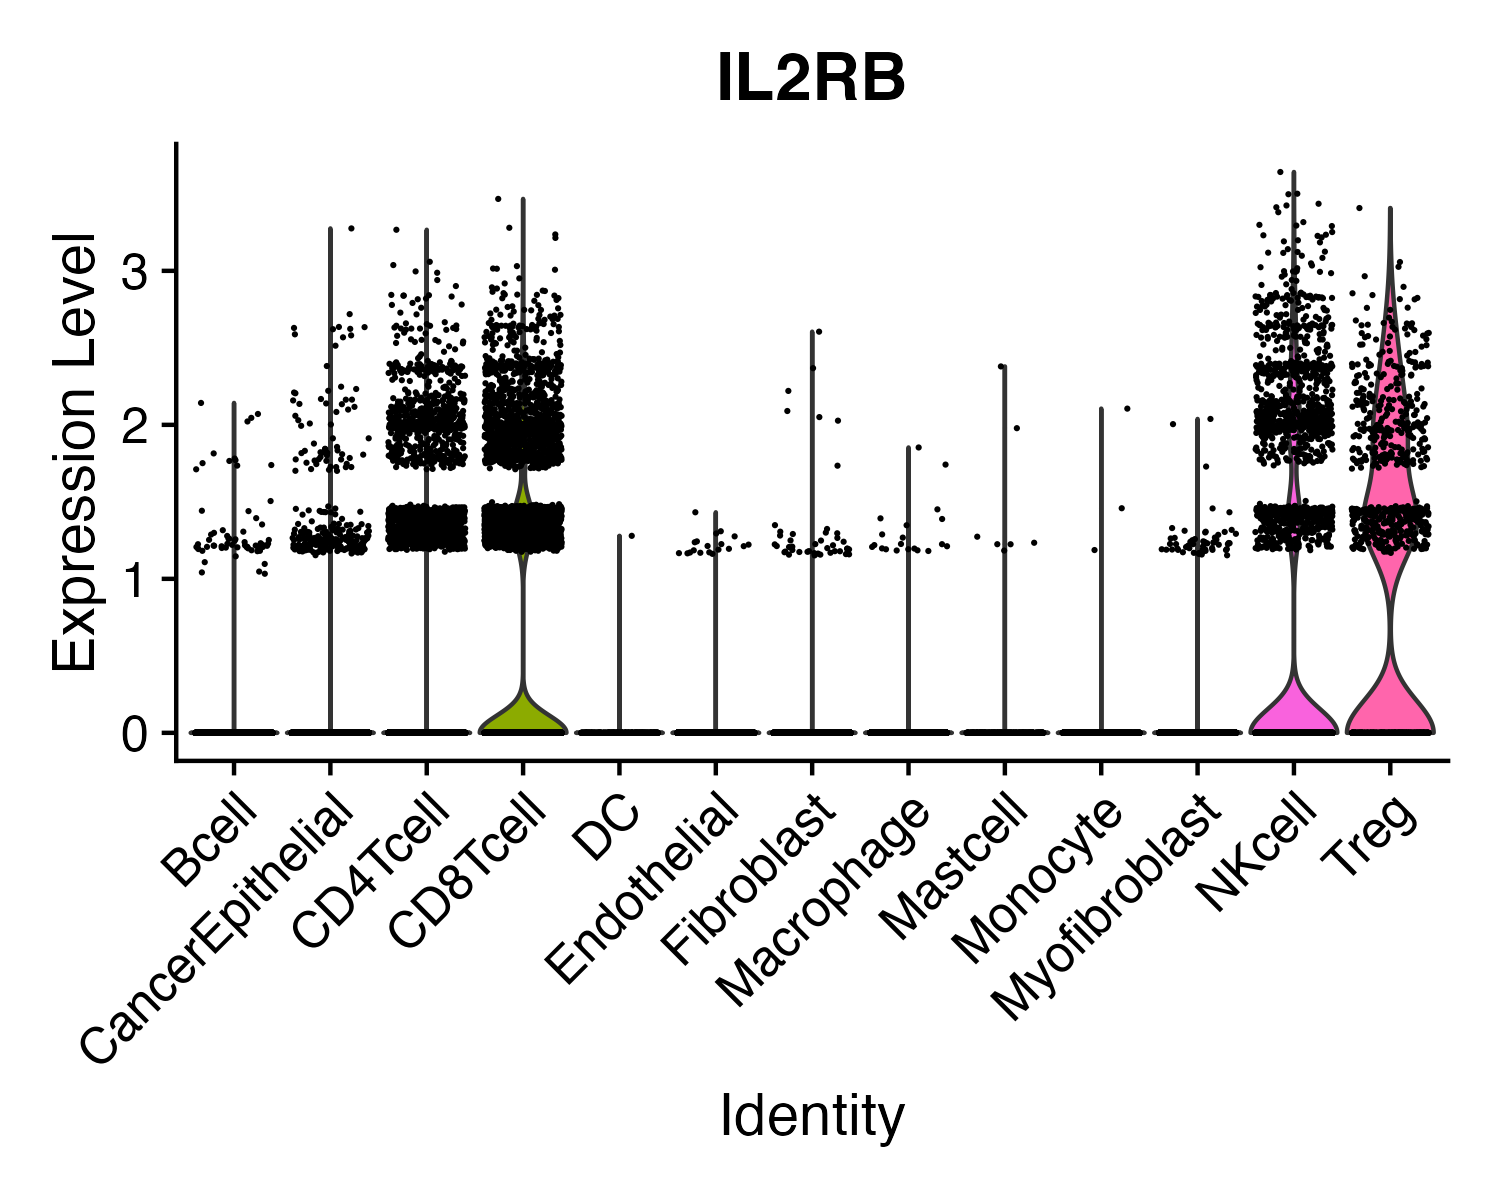 IL2RB
Expression Level
3
2
1
0
Bcell
CancerEpithelial
CD4Tcell
CD8Tcell
DC
Endothelial
Fibroblast
Macrophage
Mastcell
Monocyte
Myofibroblast
NKcell
Treg
Identity